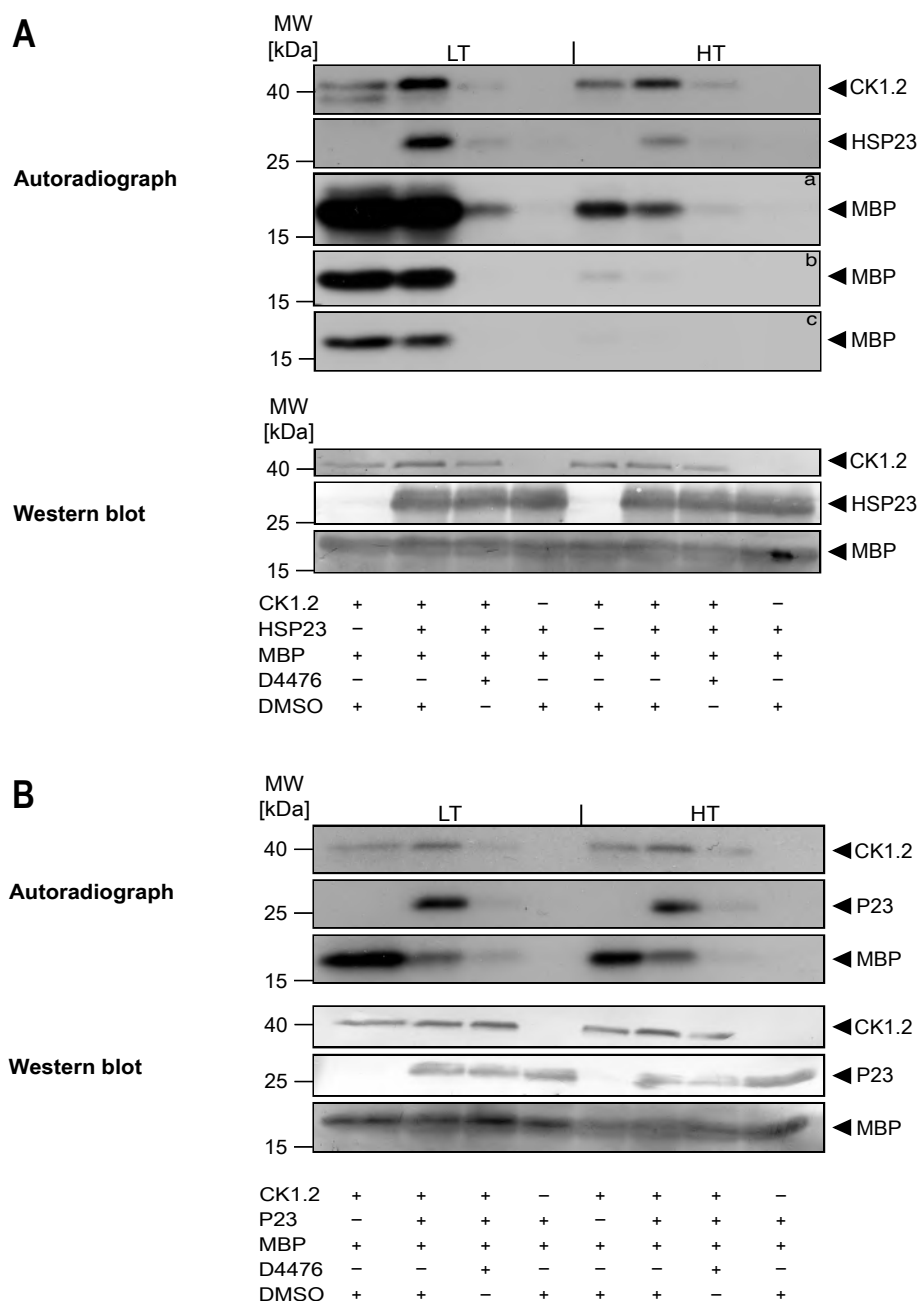 A
MW
[kDa]
LT | HT
40 CK1.2
25 HSP23
Autoradiograph
a
15 MBP
b
15 MBP
c
15 MBP
MW
[kDa]
40 CK1.2
Western blot
25 HSP23
15 MBP
CK1.2 + + + – + + + –
HSP23 – + + + – + + +
MBP + + + + + + + +
D4476 – – + – – – + –
DMSO + + – + + + – +
B
MW
[kDa]
LT | HT
40 CK1.2
Autoradiograph
25 P23
15 MBP
40 CK1.2
Western blot
25 P23
15 MBP
CK1.2 + + + – + + + –
P23 – + + + – + + +
MBP + + + + + + + +
D4476 – – + – – – + –
DMSO + + – + + + – +